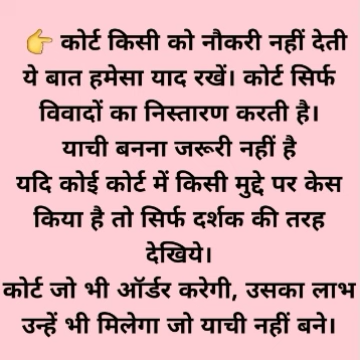 👉 कोर्ट किसी को नौकरी नहीं देती
ये बात हमेसा याद रखें। कोर्ट सिर्फ
विवादों का निस्तारण करती है।
याची बनना जरूरी नहीं है
यदि कोई कोर्ट में किसी मुद्दे पर केस
किया है तो सिर्फ दर्शक की तरह
देखिये।
कोर्ट जो भी ऑर्डर करेगी, उसका लाभ
उन्हें भी मिलेगा जो याची नहीं बने।